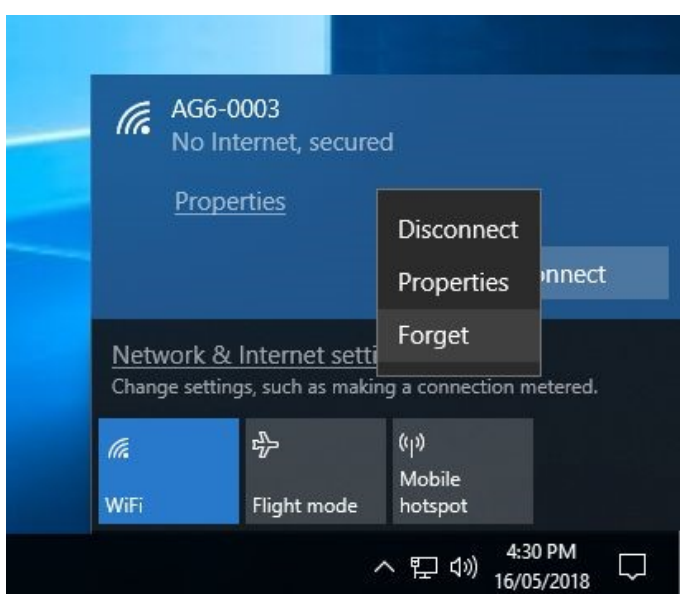 AG6-0003
No Internet, secured
Properties
Disconnect
Properties
Forget
nnect
Network & Internet setti
Change settings, such as making a connection metered.
WiFi
Flight mode
Mobile
hotspot
4:30 PM
16/05/2018